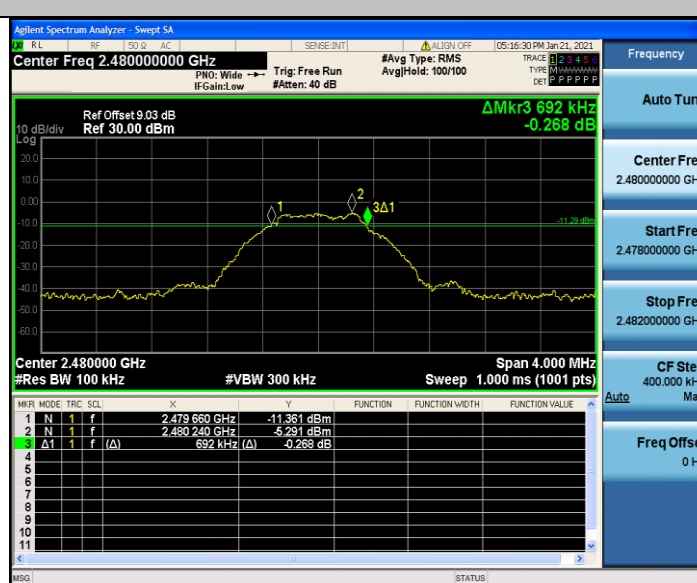 Agilent Spectrum Analyzer - Swept SA
RL RF 50 Ω AC SENSE:INT ALIGN OFF 05:16:30 PM Jan 21, 2021
Center Freq 2.480000000 GHz
PNO: Wide
IFGain:Low
Trig: Free Run
#Atten: 40 dB
#Avg Type: RMS
Avg|Hold: 100/100
TRACE 1 2 3 4 5 6
TYPE M
DET P P P P P P
ΔMkr3 692 kHz
-0.268 dB
Ref Offset 9.03 dB
10 dB/div Ref 30.00 dBm
Log
20.0
10.0
0.00
-10.0
-20.0
-30.0
-40.0
-50.0
-60.0
1
2
3Δ1
-11.29 dBm
Center 2.480000 GHz Span 4.000 MHz
#Res BW 100 kHz #VBW 300 kHz Sweep 1.000 ms (1001 pts)
MKR MODE TRC SCL X Y FUNCTION FUNCTION WIDTH FUNCTION VALUE
1 N 1 f 2.479 660 GHz -11.361 dBm
2 N 1 f 2.480 240 GHz -5.291 dBm
3 Δ1 1 f (Δ) 692 kHz (Δ) -0.268 dB
4
5
6
7
8
9
10
11
MSG STATUS
Frequency
Auto Tun
Center Fre
2.480000000 GH
Start Fre
2.478000000 GH
Stop Fre
2.482000000 GH
CF Ste
400.000 kH
Auto Ma
Freq Offse
0 H